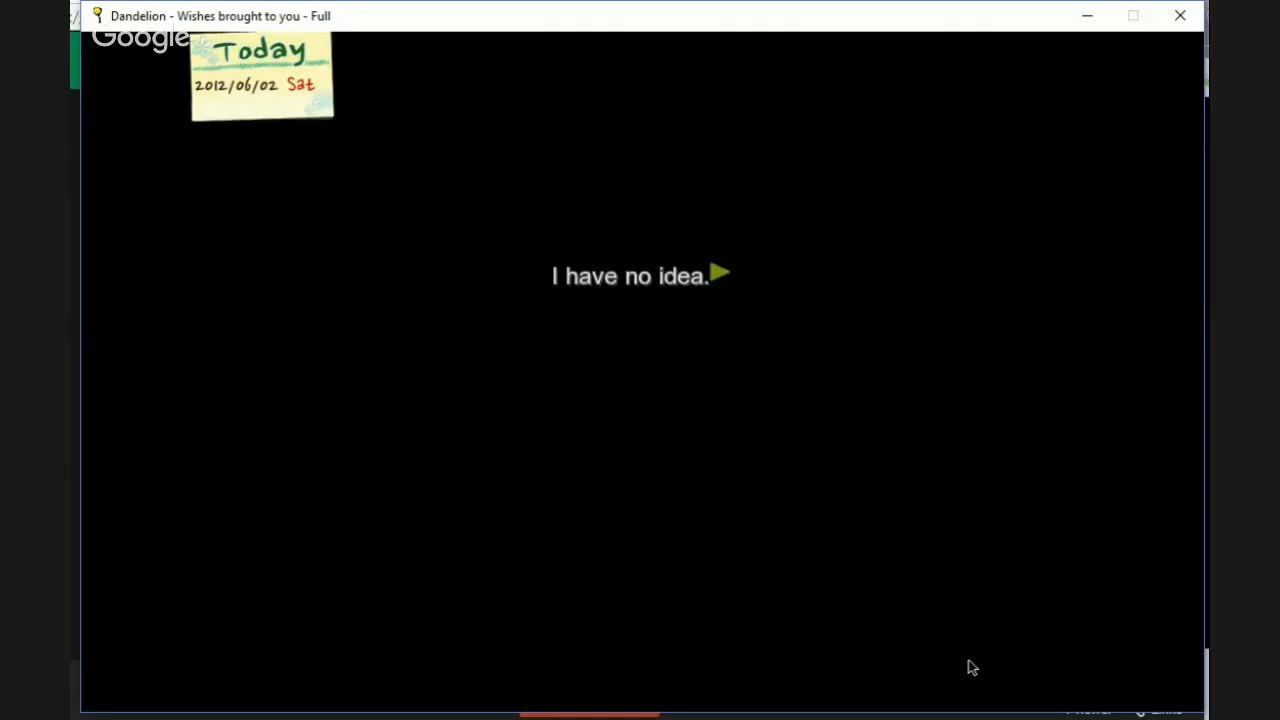 Dandelion - Wishes brought to you - Full
Google
Today
2012/06/02 Sat
I have no idea.